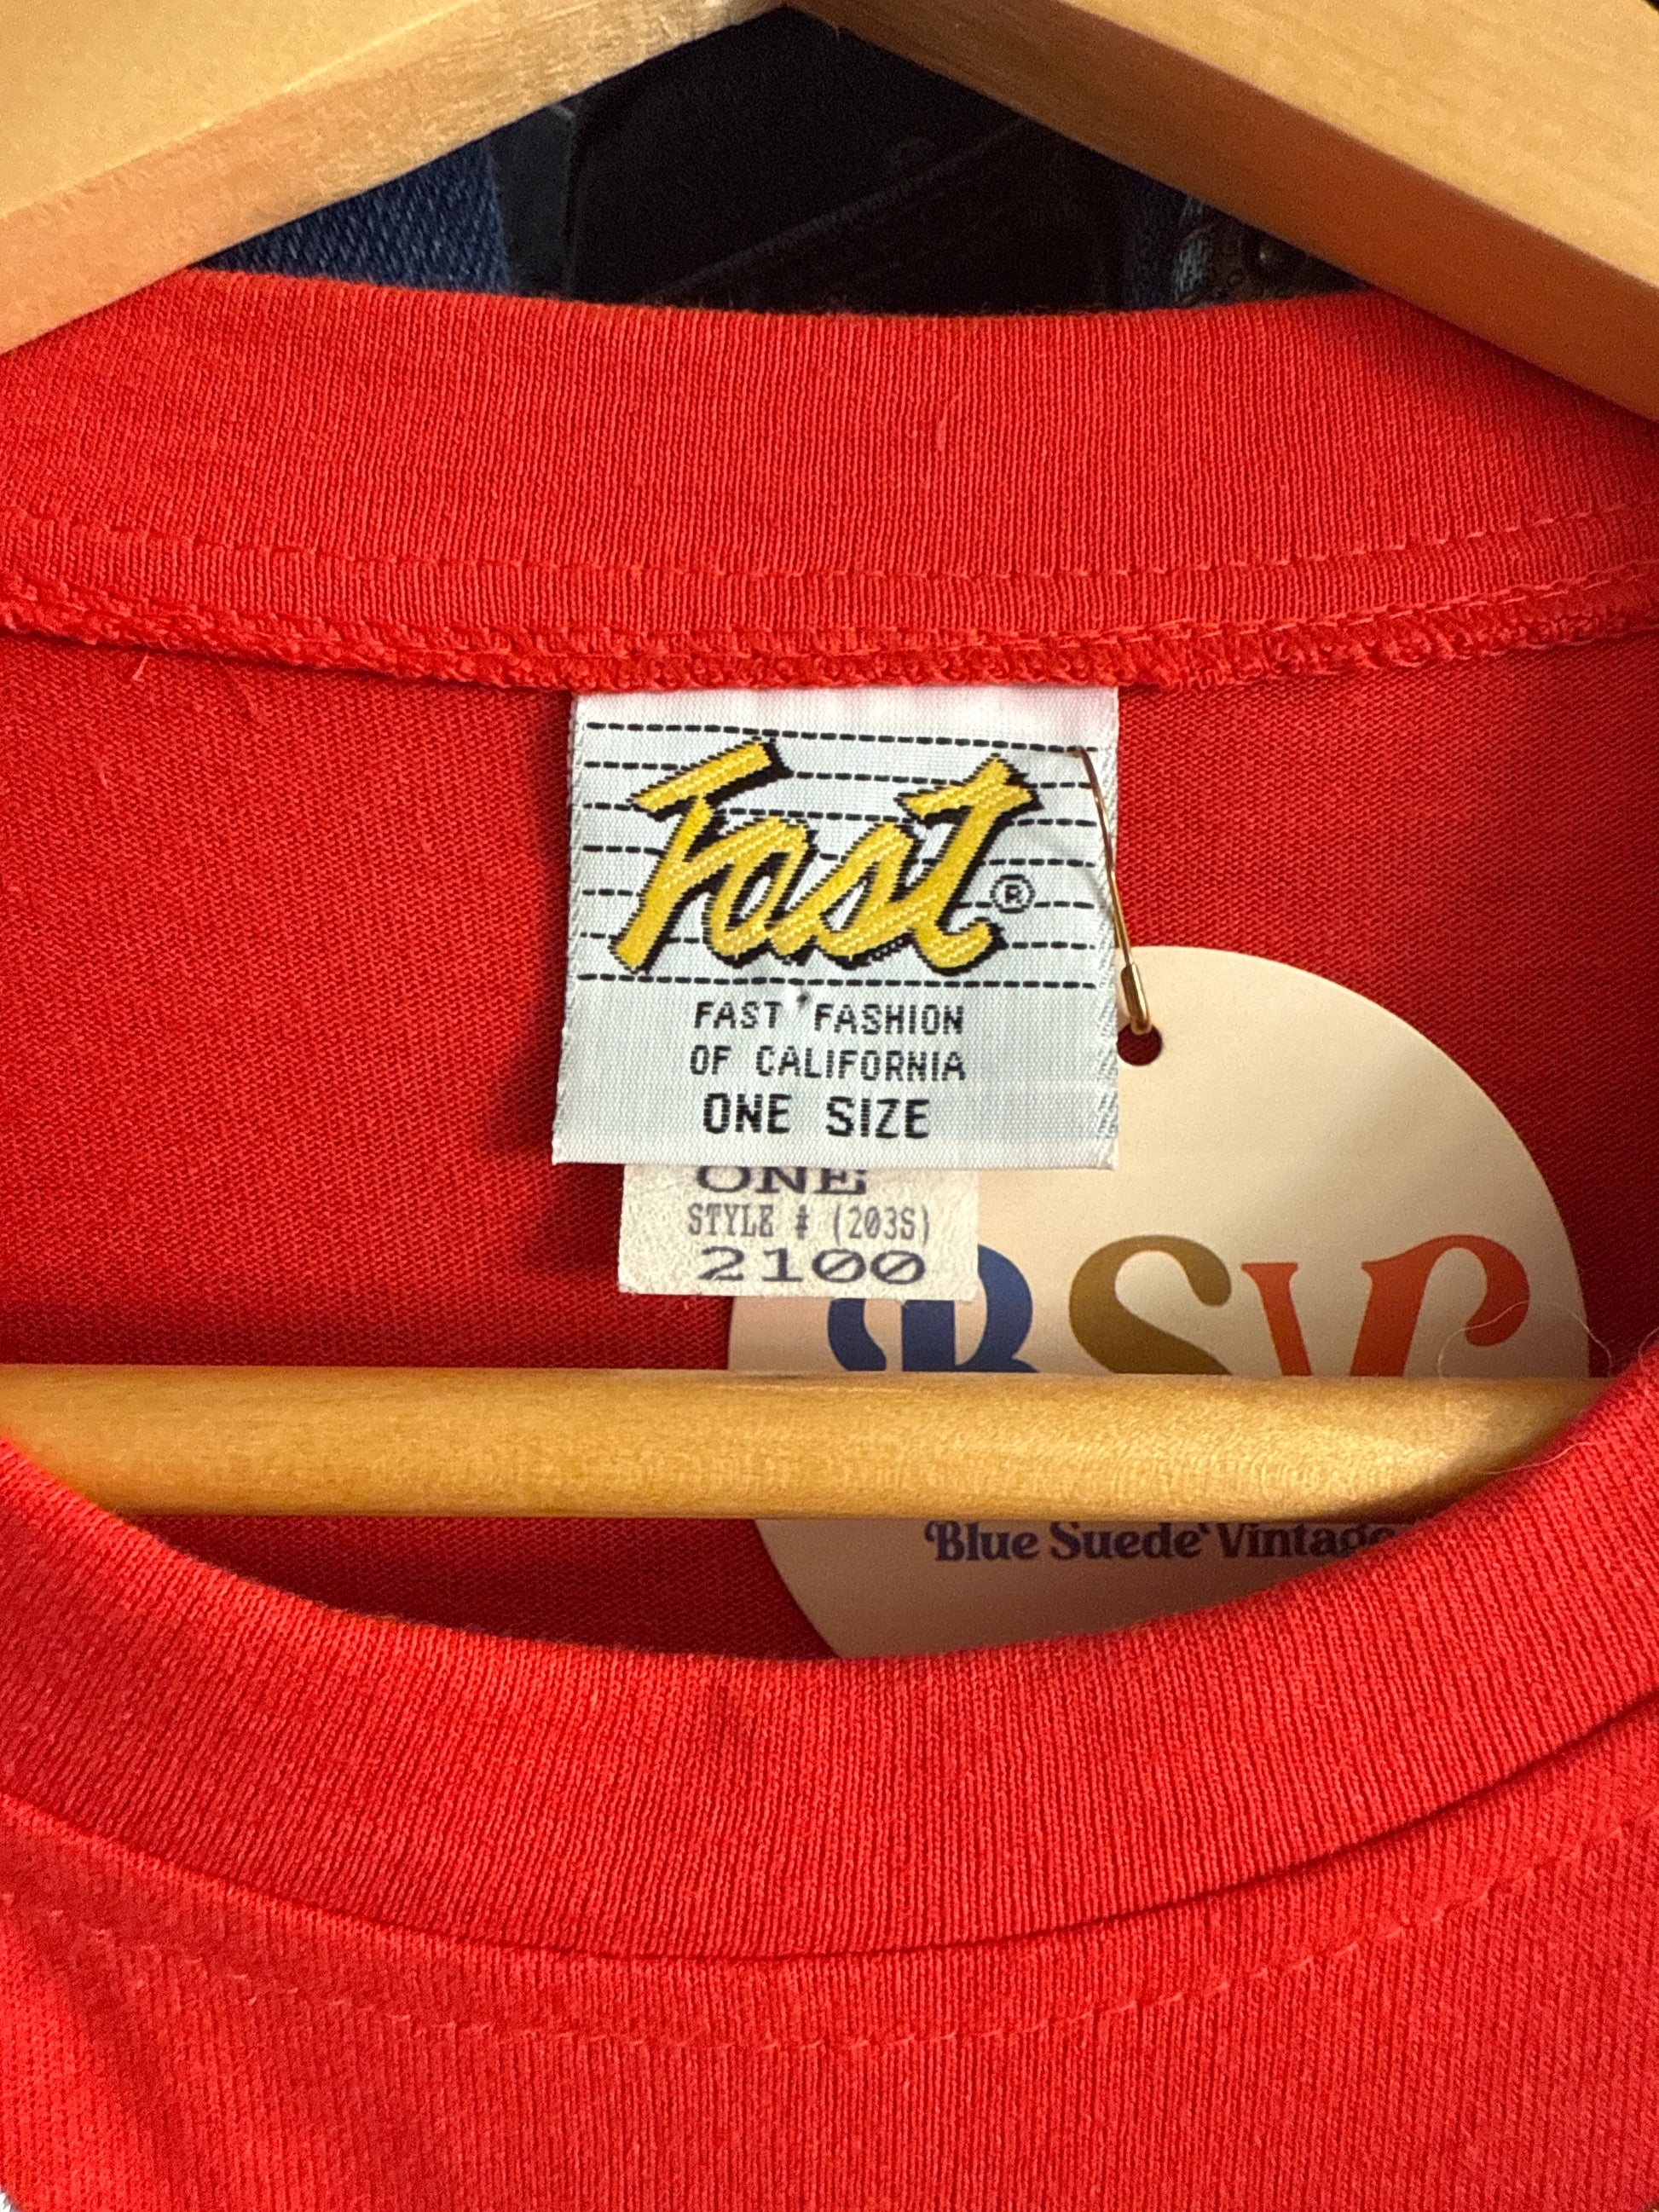 Fast®
FAST FASHION
OF CALIFORNIA
ONE SIZE
ONE
STYLE # (203S)
2100
BSV
Blue Suede Vintage